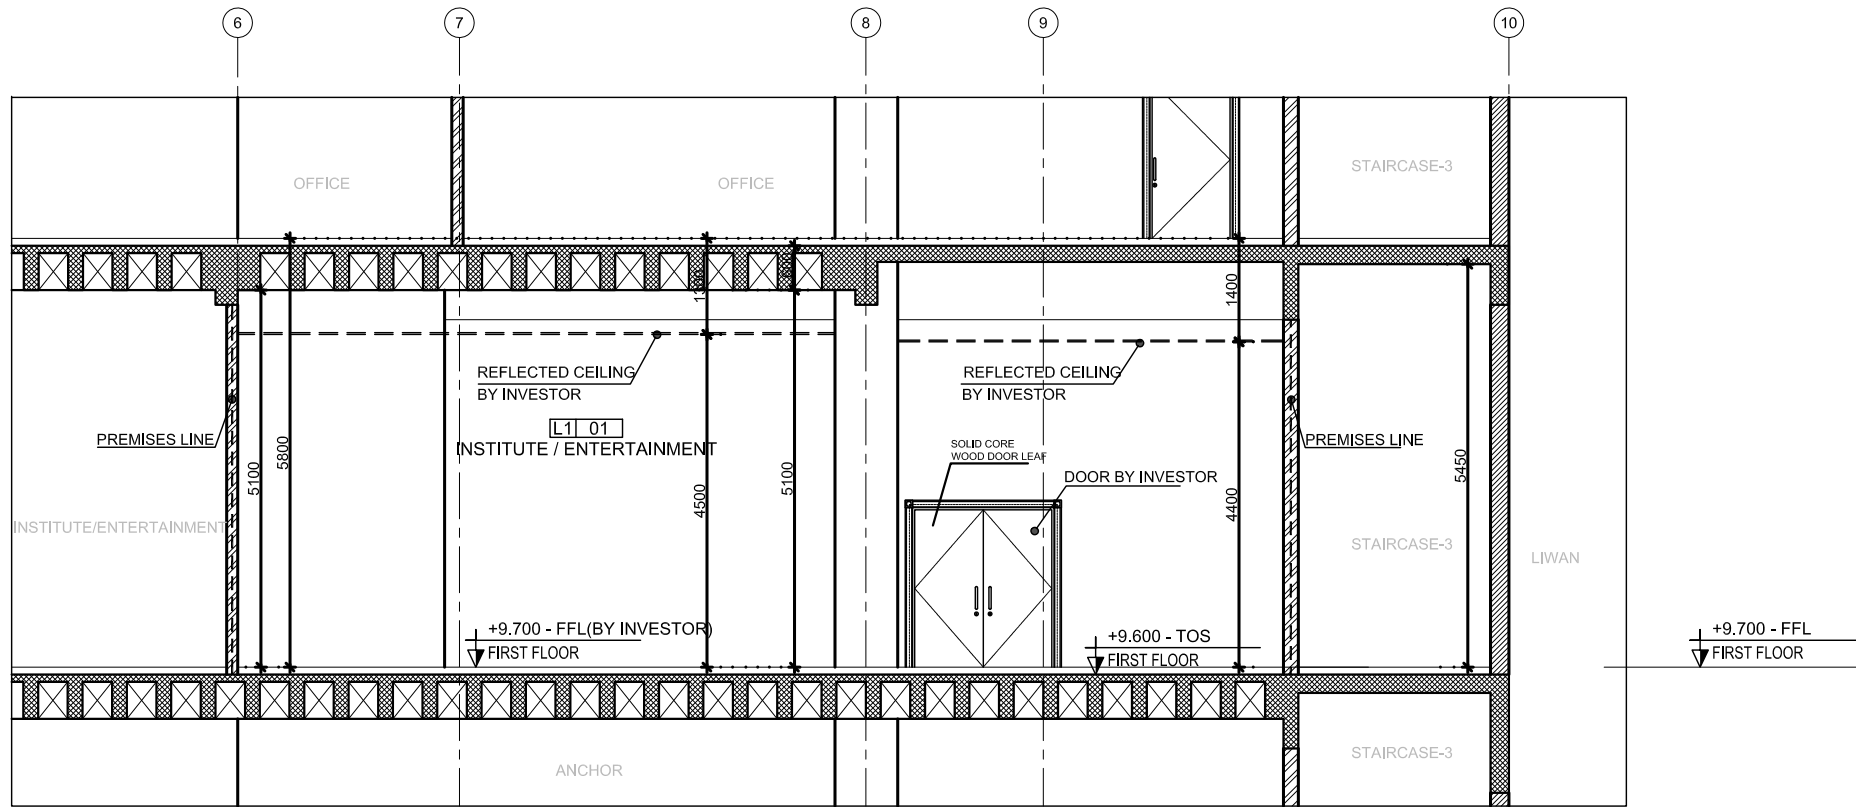 6
7
8
9
10
OFFICE
OFFICE
STAIRCASE-3
1300
1400
REFLECTED CEILING
BY INVESTOR
REFLECTED CEILING
BY INVESTOR
L1 01
INSTITUTE / ENTERTAINMENT
PREMISES LINE
PREMISES LINE
SOLID CORE
WOOD DOOR LEAF
DOOR BY INVESTOR
5100
5800
4500
5100
4400
5450
INSTITUTE/ENTERTAINMENT
STAIRCASE-3
LIWAN
+9.700 - FFL(BY INVESTOR)
FIRST FLOOR
+9.600 - TOS
FIRST FLOOR
+9.700 - FFL
FIRST FLOOR
ANCHOR
STAIRCASE-3